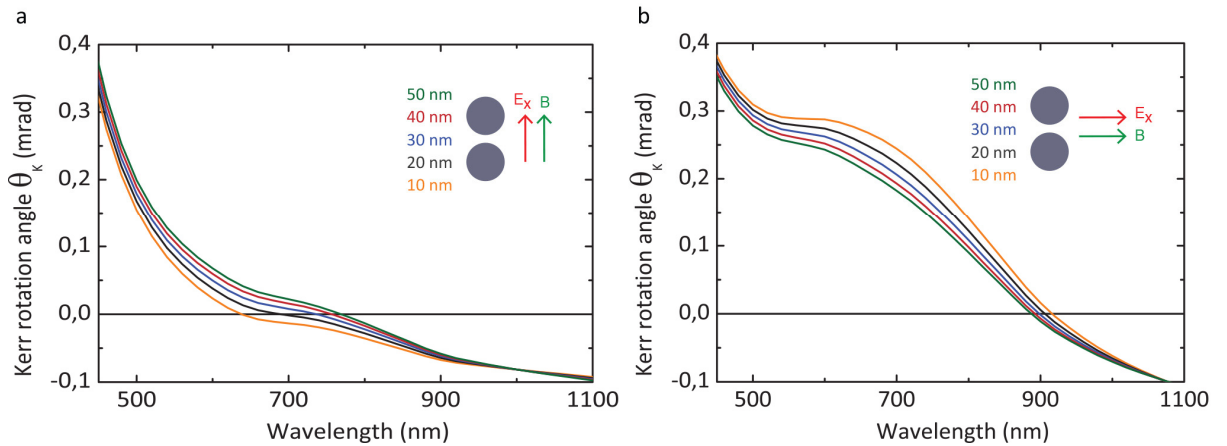 a
0,4
0,3
0,2
0,1
0,0
-0,1
Kerr rotation angle θK (mrad)
50 nm
40 nm
30 nm
20 nm
10 nm
Ex B
500 700 900 1100
Wavelength (nm)
b
0,4
0,3
0,2
0,1
0,0
-0,1
Kerr rotation angle θK (mrad)
50 nm
40 nm
30 nm
20 nm
10 nm
Ex
B
500 700 900 1100
Wavelength (nm)